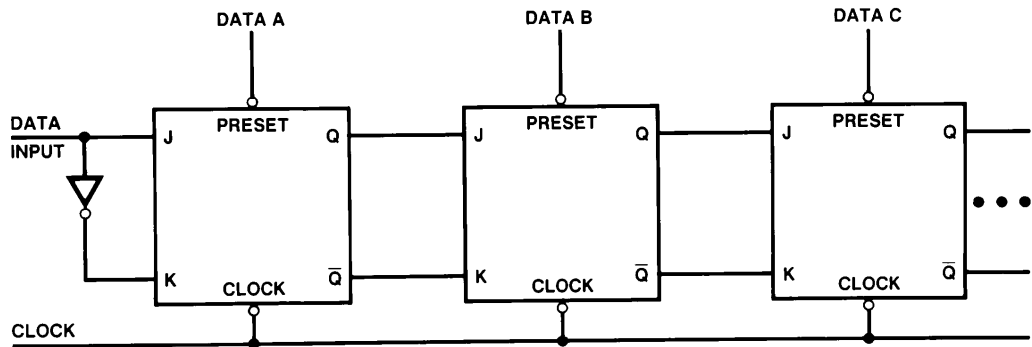 DATA A
DATA B
DATA C
DATA
INPUT
J
PRESET
Q
J
PRESET
Q
J
PRESET
Q
K
CLOCK
Q̅
K
CLOCK
Q̅
K
CLOCK
Q̅
CLOCK